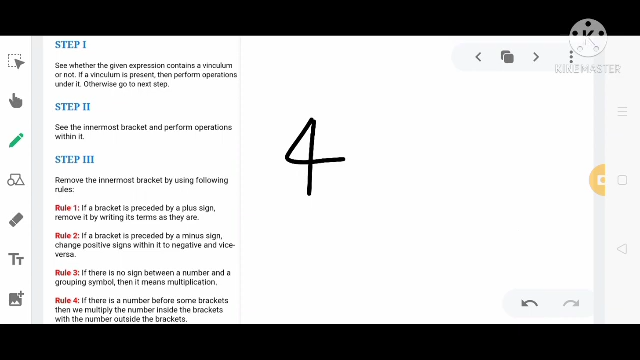 STEP I
See whether the given expression contains a vinculum
or not. If a vinculum is present, then perform operations
under it. Otherwise go to next step.
STEP II
See the innermost bracket and perform operations
within it.
STEP III
Remove the innermost bracket by using following
rules:
Rule 1: If a bracket is preceded by a plus sign,
remove it by writing its terms as they are.
Rule 2: If a bracket is preceded by a minus sign,
change positive signs within it to negative and vice-
versa.
Rule 3: If there is no sign between a number and a
grouping symbol, then it means multiplication.
Rule 4: If there is a number before some brackets
then we multiply the number inside the brackets
with the number outside the brackets.
4
KINEMASTER
K
Tт